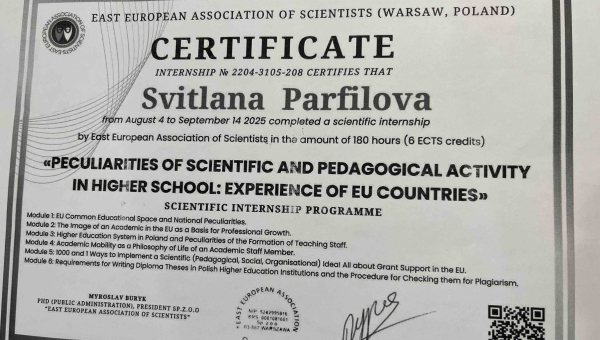 EAST EUROPEAN ASSOCIATION OF SCIENTISTS (WARSAW, POLAND)
CERTIFICATE
INTERNSHIP № 2204-3105-208 CERTIFIES THAT
Svitlana Parfilova
from August 4 to September 14 2025 completed a scientific internship
by East European Association of Scientists in the amount of 180 hours (6 ECTS credits)
«PECULIARITIES OF SCIENTIFIC AND PEDAGOGICAL ACTIVITY
IN HIGHER SCHOOL: EXPERIENCE OF EU COUNTRIES»
SCIENTIFIC INTERNSHIP PROGRAMME
Module 1: EU Common Educational Space and National Peculiarities.
Module 2: The Image of an Academic in the EU as a Basis for Professional Growth.
Module 3: Higher Education System in Poland and Peculiarities of the Formation of Teaching Staff.
Module 4: Academic Mobility as a Philosophy of Life of an Academic Staff Member.
Module 5: 1000 and 1 Ways to Implement a Scientific (Pedagogical, Social, Organisational) Idea! All about Grant Support in the EU.
Module 6: Requirements for Writing Diploma Theses in Polish Higher Education Institutions and the Procedure for Checking them for Plagiarism.
MYROSLAV BURYK
PHD (PUBLIC ADMINISTRATION), PRESIDENT SP.Z.O.O
"EAST EUROPEAN ASSOCIATION OF SCIENTISTS"
EAST EUROPEAN ASSOCIATION
Sp z o o
WARSZAWA